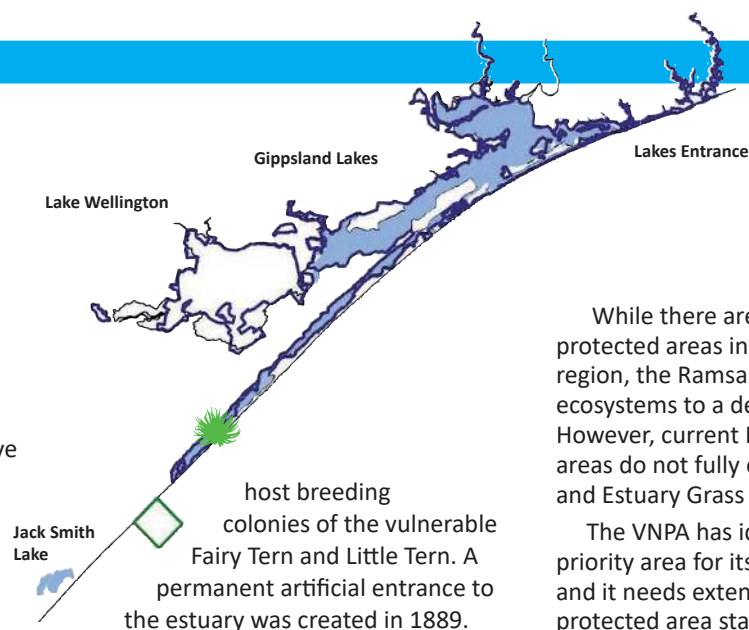 Gippsland Lakes
Lakes Entrance
Lake Wellington
Jack Smith
Lake
host breeding
colonies of the vulnerable
Fairy Tern and Little Tern. A
permanent artificial entrance to
the estuary was created in 1889.
While there are
protected areas in
region, the Ramsa
ecosystems to a de
However, current
areas do not fully
and Estuary Grass
The VNPA has
priority area for its
and it needs exten
protected area sta